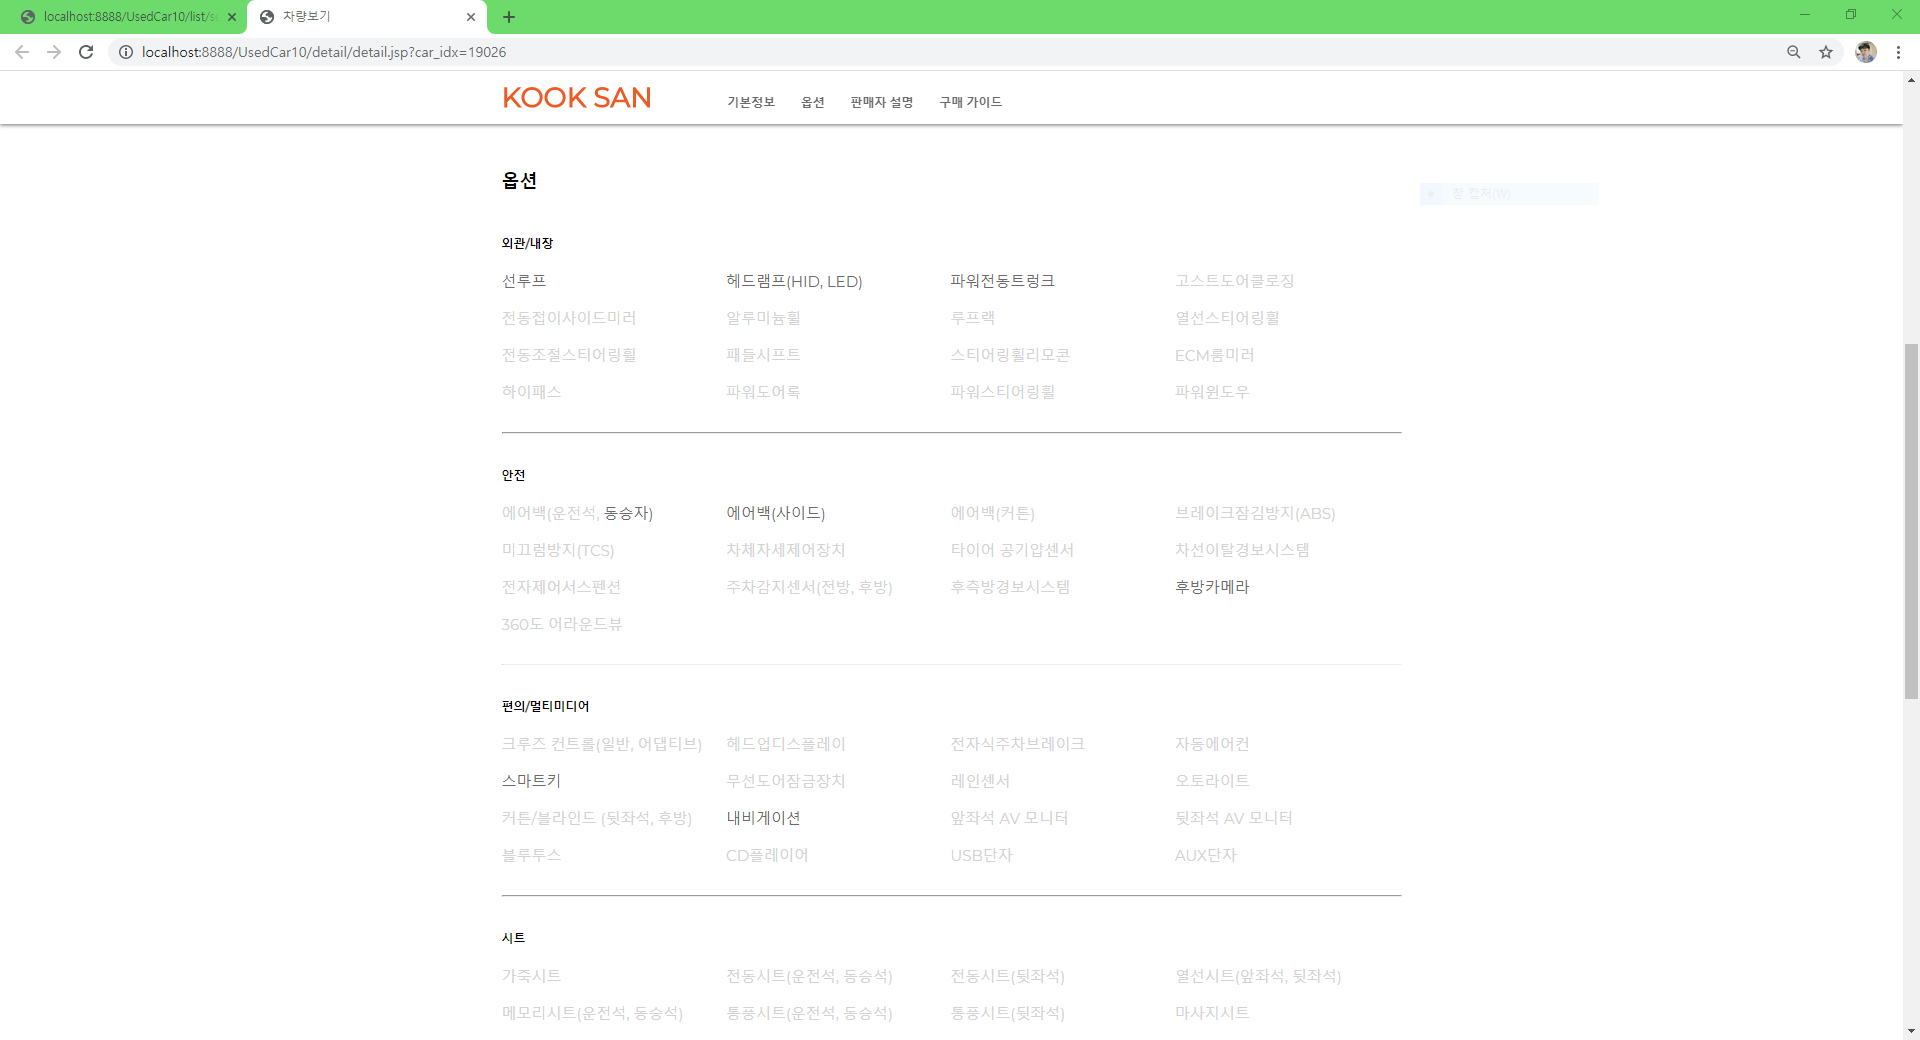 localhost:8888/UsedCar10/list/s
차량보기
localhost:8888/UsedCar10/detail/detail.jsp?car_idx=19026
KOOK SAN
기본정보 옵션 판매자 설명 구매 가이드
옵션
창 캡처(W)
외관/내장
선루프 헤드램프(HID, LED) 파워전동트렁크 고스트도어클로징
전동접이사이드미러 알루미늄휠 루프랙 열선스티어링휠
전동조절스티어링휠 패들시프트 스티어링휠리모콘 ECM룸미러
하이패스 파워도어록 파워스티어링휠 파워윈도우
안전
에어백(운전석, 동승자) 에어백(사이드) 에어백(커튼) 브레이크잠김방지(ABS)
미끄럼방지(TCS) 차체자세제어장치 타이어 공기압센서 차선이탈경보시스템
전자제어서스펜션 주차감지센서(전방, 후방) 후측방경보시스템 후방카메라
360도 어라운드뷰
편의/멀티미디어
크루즈 컨트롤(일반, 어댑티브) 헤드업디스플레이 전자식주차브레이크 자동에어컨
스마트키 무선도어잠금장치 레인센서 오토라이트
커튼/블라인드 (뒷좌석, 후방) 내비게이션 앞좌석 AV 모니터 뒷좌석 AV 모니터
블루투스 CD플레이어 USB단자 AUX단자
시트
가죽시트 전동시트(운전석, 동승석) 전동시트(뒷좌석) 열선시트(앞좌석, 뒷좌석)
메모리시트(운전석, 동승석) 통풍시트(운전석, 동승석) 통풍시트(뒷좌석) 마사지시트